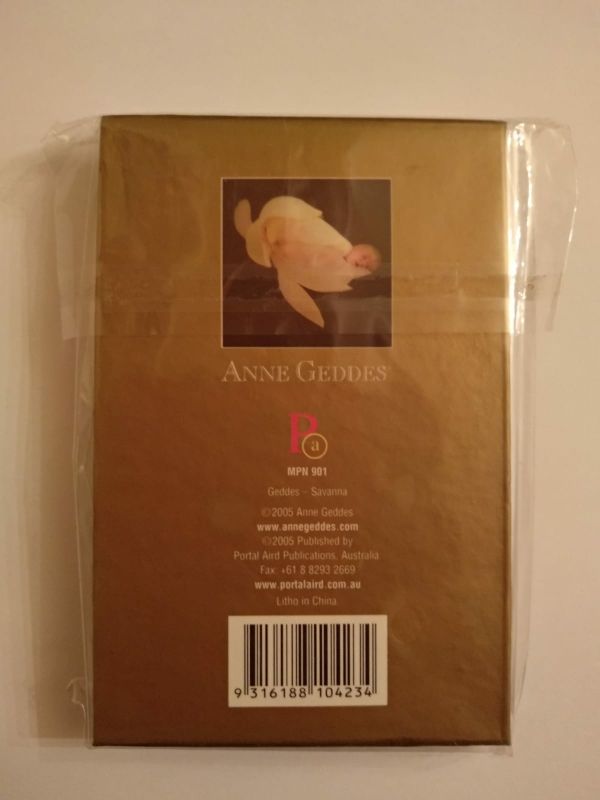 ANNE GEDDES
Pa
MPN 901
Geddes - Savanna
©2005 Anne Geddes
www.annegeddes.com
©2005 Published by
Portal Aird Publications, Australia
Fax: +61 8 8293 2669
www.portalaird.com.au
Litho in China
9 316188 104234